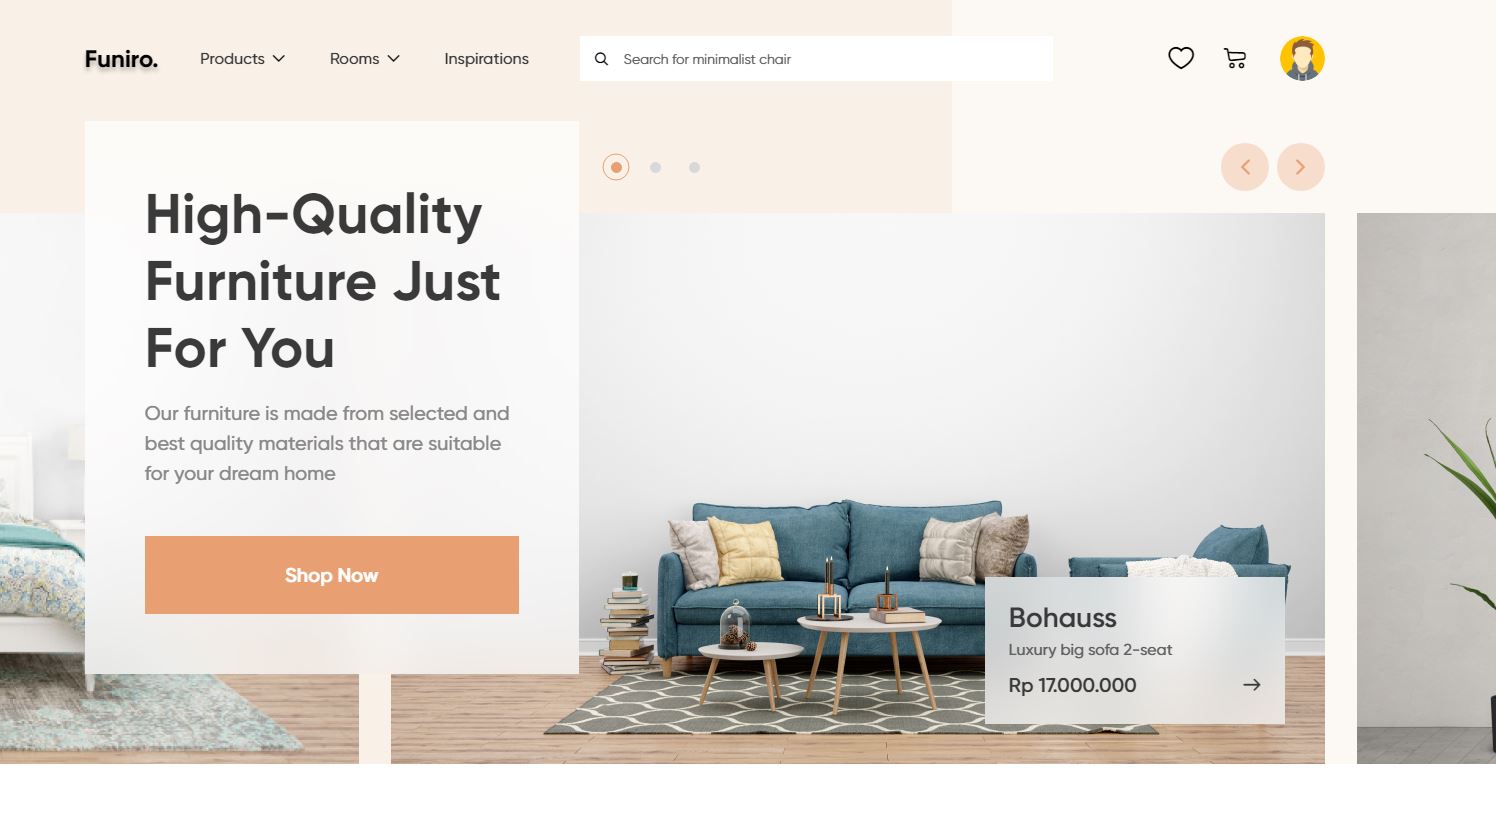 Funiro.
Products
Rooms
Inspirations
Search for minimalist chair
High-Quality
Furniture Just
For You
Our furniture is made from selected and
best quality materials that are suitable
for your dream home
Shop Now
Bohauss
Luxury big sofa 2-seat
Rp 17.000.000